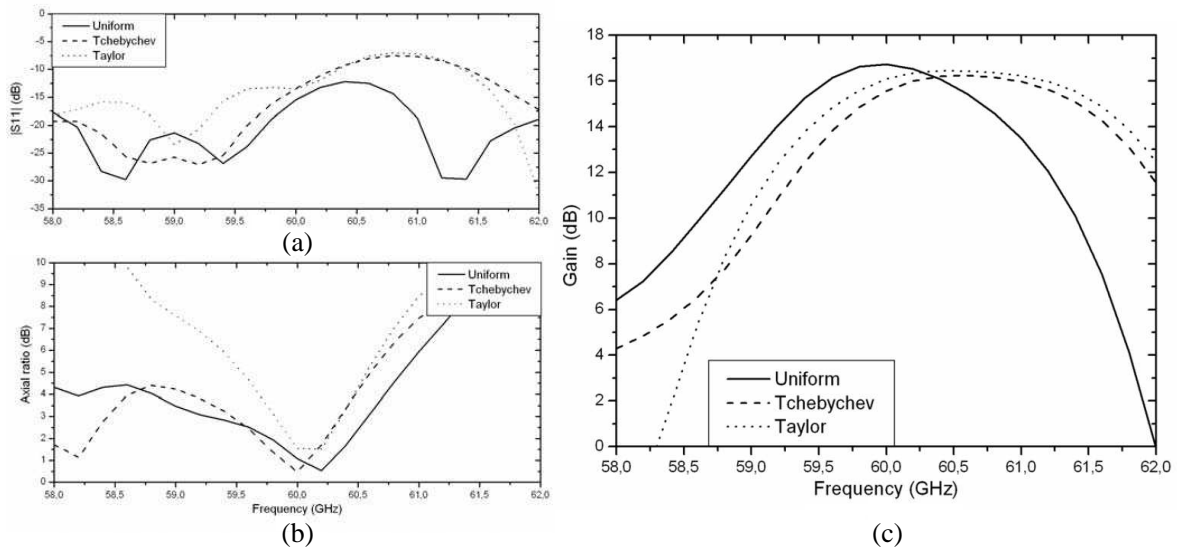 |S11| (dB)
0
-5
-10
-15
-20
-25
-30
-35
Uniform
Tchebychev
Taylor
58,0 58,5 59,0 59,5 60,0 60,5 61,0 61,5 62,0
(a)
Axial ratio (dB)
10
9
8
7
6
5
4
3
2
1
0
Uniform
Tchebychev
Taylor
58,0 58,5 59,0 59,5 60,0 60,5 61,0 61,5 62,0
Frequency (GHz)
(b)
Gain (dB)
18
16
14
12
10
8
6
4
2
0
Uniform
Tchebychev
Taylor
58,0 58,5 59,0 59,5 60,0 60,5 61,0 61,5 62,0
Frequency (GHz)
(c)